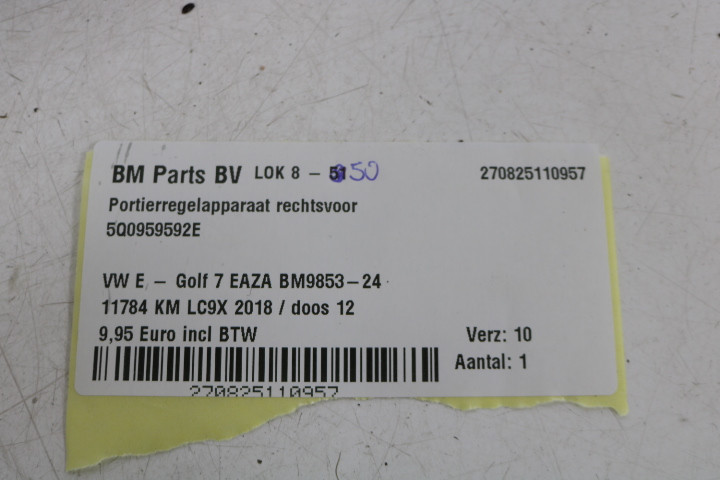 BM Parts BV LOK 8 - 51 50 270825110957
Portierregelapparaat rechtsvoor
5Q0959592E
VW E - Golf 7 EAZA BM9853-24
11784 KM LC9X 2018 / doos 12
9,95 Euro incl BTW Verz: 10
Aantal: 1
270825110957